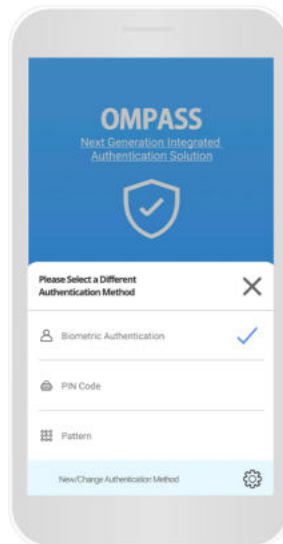 OMPASS
Next Generation Integrated
Authentication Solution
Please Select a Different
Authentication Method
Biometric Authentication
PIN Code
Pattern
New/Change Authentication Method